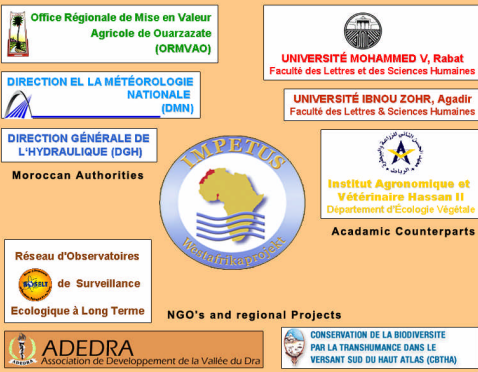 Office Régionale de Mise en Valeur
Agricole de Ouarzazate
(ORMVAO)
DIRECTION EL LA MÉTÉOROLOGIE
NATIONALE
(DMN)
DIRECTION GÉNÉRALE DE
L'HYDRAULIQUE (DGH)
Moroccan Authorities
UNIVERSITÉ MOHAMMED V, Rabat
Faculté des Lettres et des Sciences Humaines
UNIVERSITÉ IBNOU ZOHR, Agadir
Faculté des Lettres & Sciences Humaines
Institut Agronomique et
Vétérinaire Hassan II
Département d'Écologie Végétale
Acadamic Counterparts
IMPETUS
Westafrikaprojekt
Réseau d'Observatoires
de Surveillance
Ecologique à Long Terme
NGO's and regional Projects
ADEDRA
Association de Developpement de la Vallée du Dra
CONSERVATION DE LA BIODIVERSITE
PAR LA TRANSHUMANCE DANS LE
VERSANT SUD DU HAUT ATLAS (CBTHA)